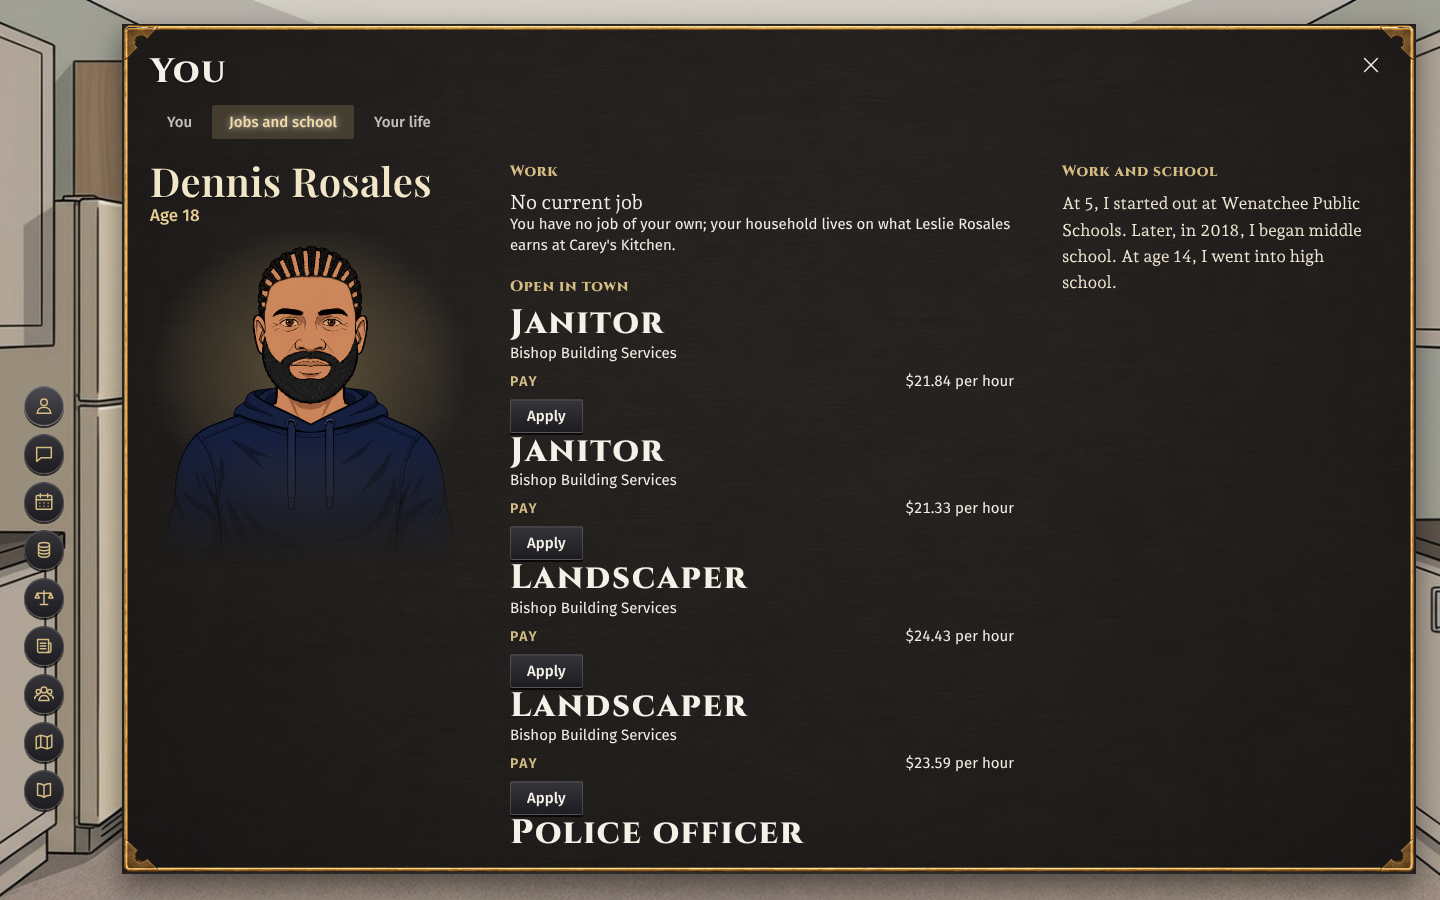 You
You
Jobs and school
Your life
Dennis Rosales
Age 18
Work
No current job
You have no job of your own; your household lives on what Leslie Rosales
earns at Carey's Kitchen.
Open in town
Janitor
Bishop Building Services
PAY
$21.84 per hour
Apply
Janitor
Bishop Building Services
PAY
$21.33 per hour
Apply
Landscaper
Bishop Building Services
PAY
$24.43 per hour
Apply
Landscaper
Bishop Building Services
PAY
$23.59 per hour
Apply
Police officer
Work and school
At 5, I started out at Wenatchee Public
Schools. Later, in 2018, I began middle
school. At age 14, I went into high
school.